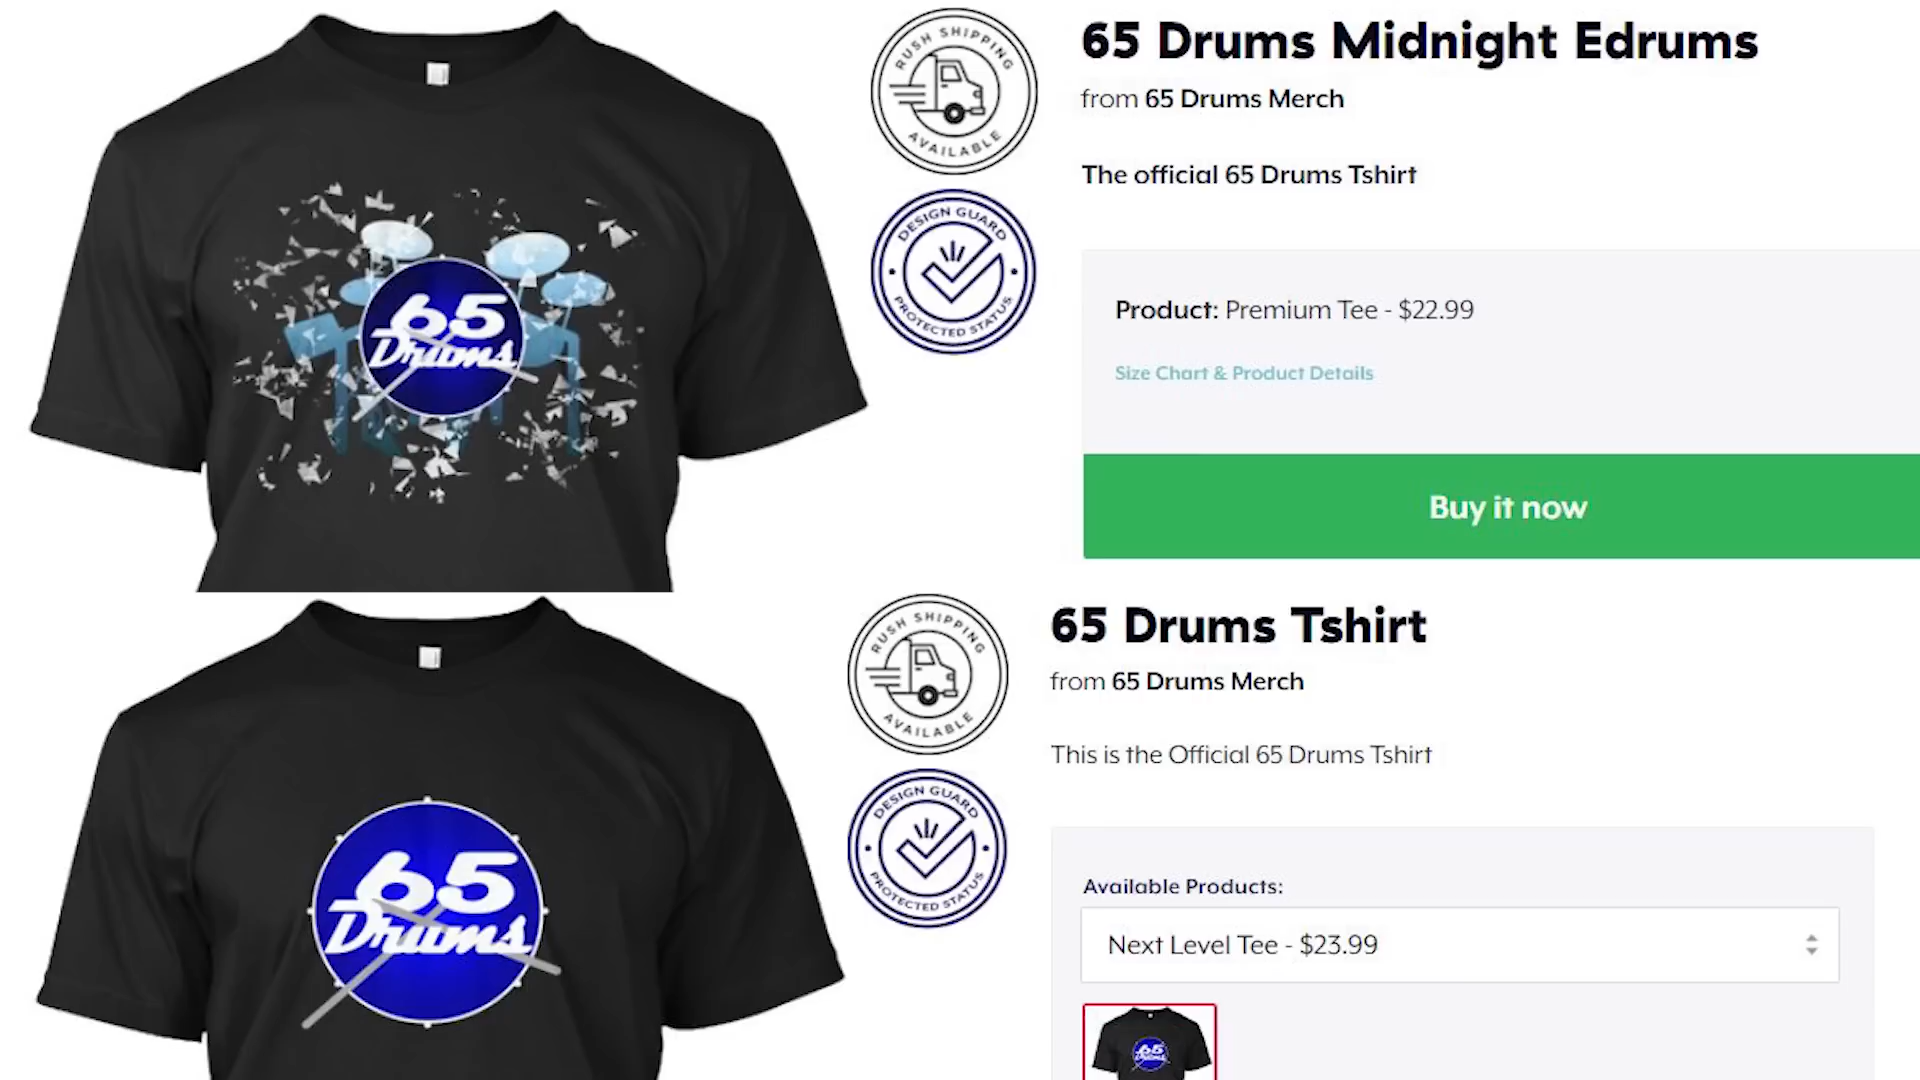 65
Drums
RUSH SHIPPING
AVAILABLE
DESIGN GUARD
PROTECTED STATUS
65 Drums Midnight Edrums
from 65 Drums Merch
The official 65 Drums Tshirt
Product: Premium Tee - $22.99
Size Chart & Product Details
Buy it now
65
Drums
RUSH SHIPPING
AVAILABLE
DESIGN GUARD
PROTECTED STATUS
65 Drums Tshirt
from 65 Drums Merch
This is the Official 65 Drums Tshirt
Available Products:
Next Level Tee - $23.99
65
Drums